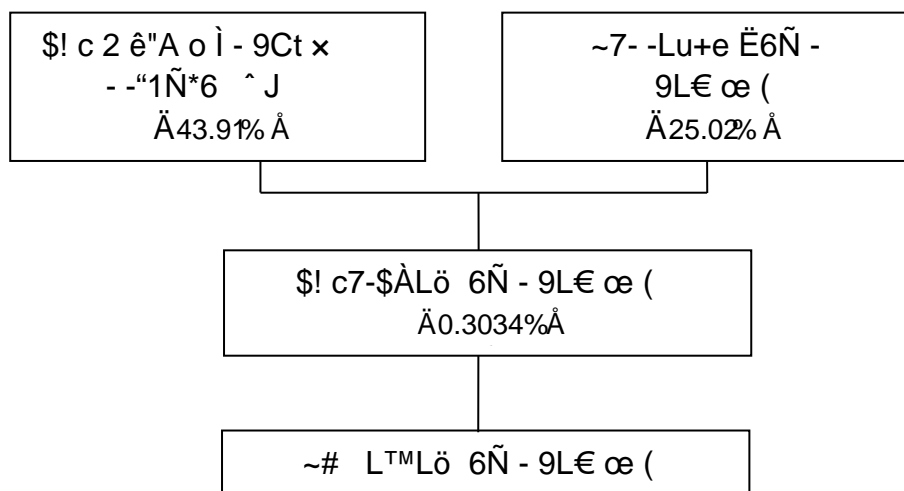 $! c 2 ê"A o Ì - 9Ct ×
- -“1Ñ*6 ˆ J
Ä43.91% Å
~7- -Lu+e Ë6Ñ -
9L€ œ (
Ä25.02% Å
$! c7-$ÀLö 6Ñ - 9L€ œ (
Ä0.3034%Å
~# L™Lö 6Ñ - 9L€ œ (